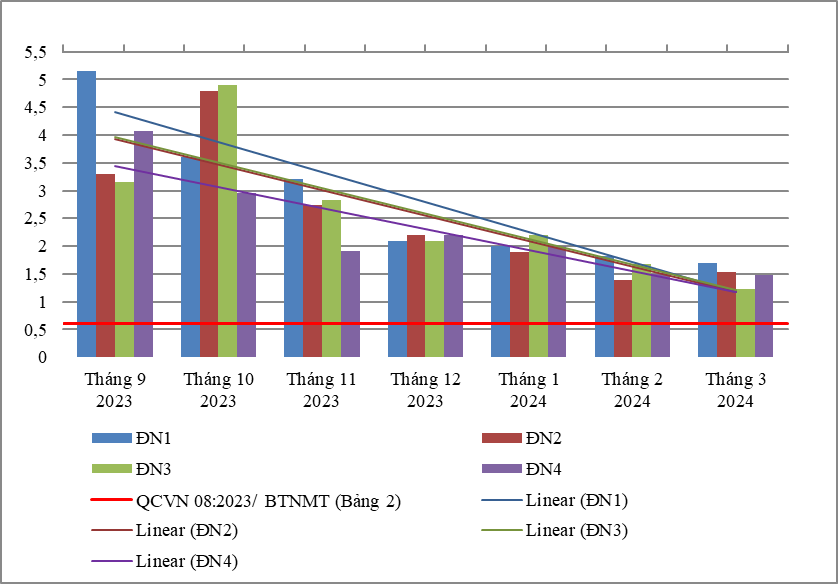 5,5
5
4,5
4
3,5
3
2,5
2
1,5
1
0,5
0
Tháng 9
2023
Tháng 10
2023
Tháng 11
2023
Tháng 12
2023
Tháng 1
2024
Tháng 2
2024
Tháng 3
2024
ĐN1
ĐN2
ĐN3
ĐN4
QCVN 08:2023/ BTNMT (Bảng 2)
Linear (ĐN1)
Linear (ĐN2)
Linear (ĐN3)
Linear (ĐN4)